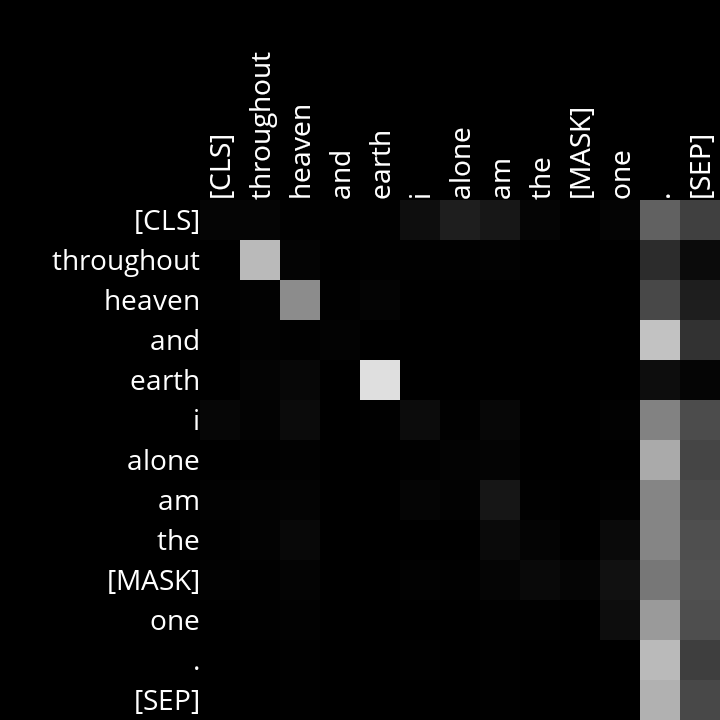 [CLS] throughout heaven and earth i alone am the [MASK] one . [SEP]
[CLS]
throughout
heaven
and
earth
i
alone
am
the
[MASK]
one
.
[SEP]